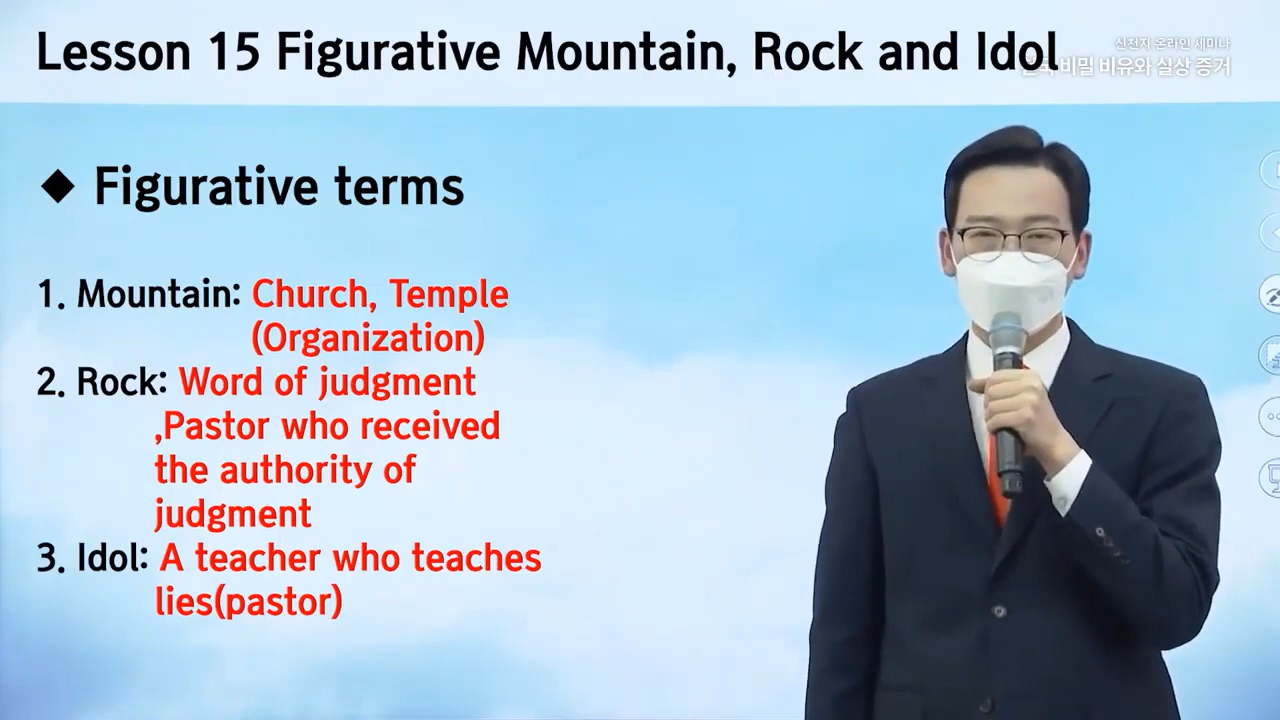 Lesson 15 Figurative Mountain, Rock and Idol
신천지 온라인 세미나
비밀 비유와 실상 증거
◆ Figurative terms
1. Mountain: Church, Temple
(Organization)
2. Rock: Word of judgment
,Pastor who received
the authority of
judgment
3. Idol: A teacher who teaches
lies(pastor)